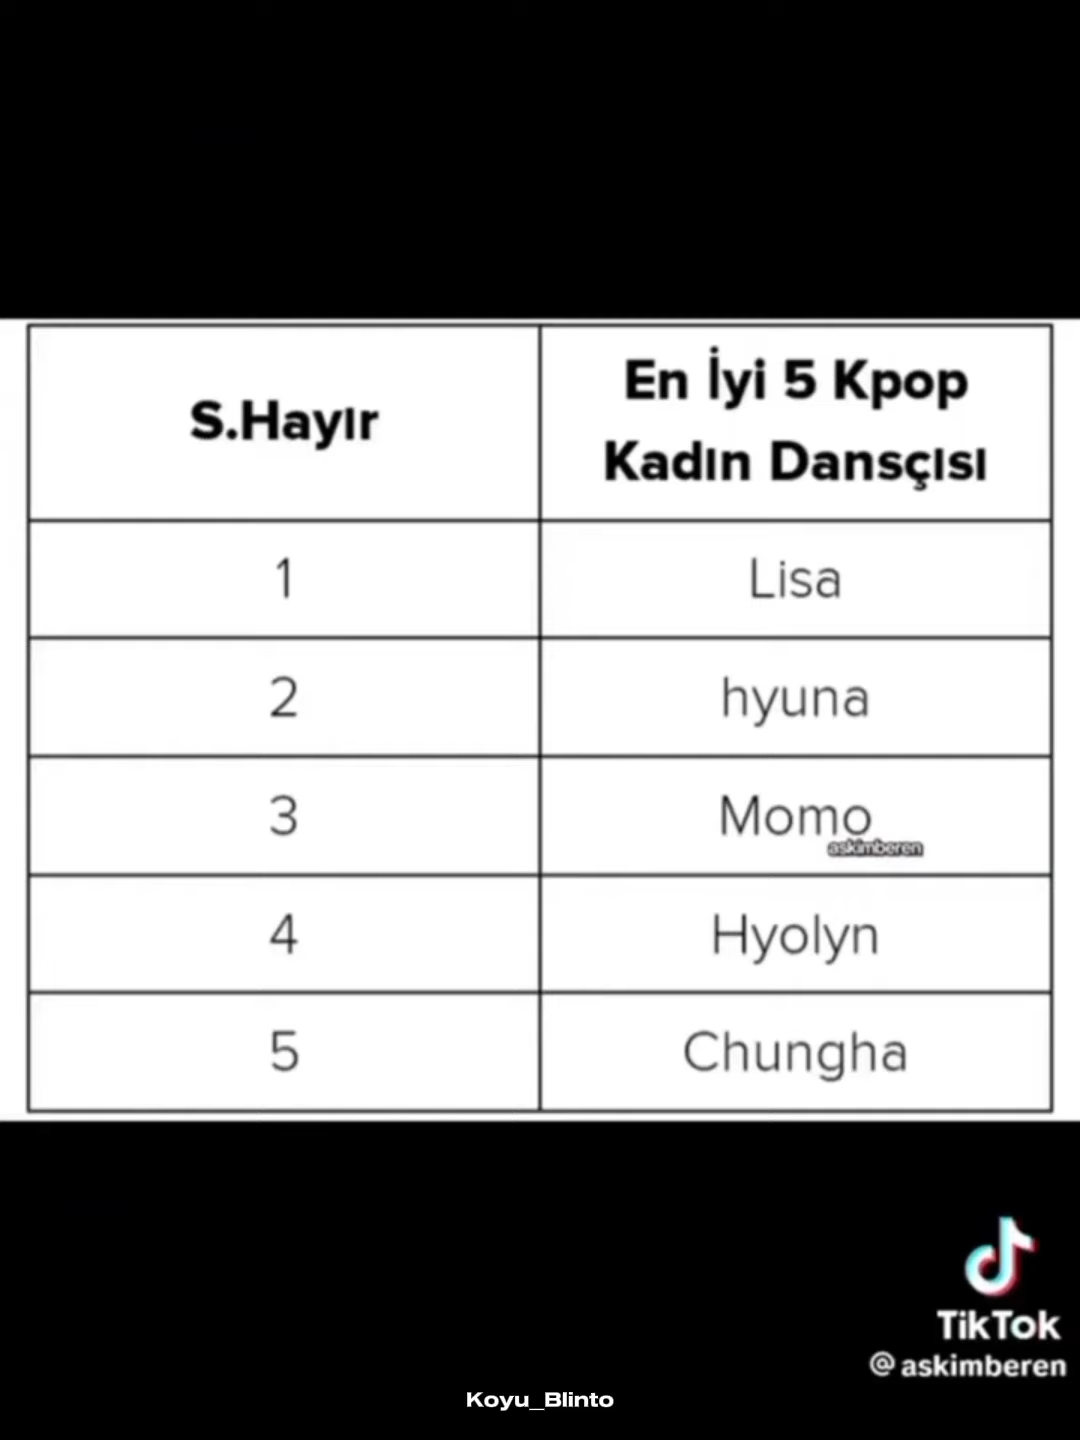 S.Hayır
En İyi 5 Kpop
Kadın Dansçısı
1
Lisa
2
hyuna
3
Momo
askimberen
4
Hyolyn
5
Chungha
TikTok
@askimberen
Koyu_Blinto